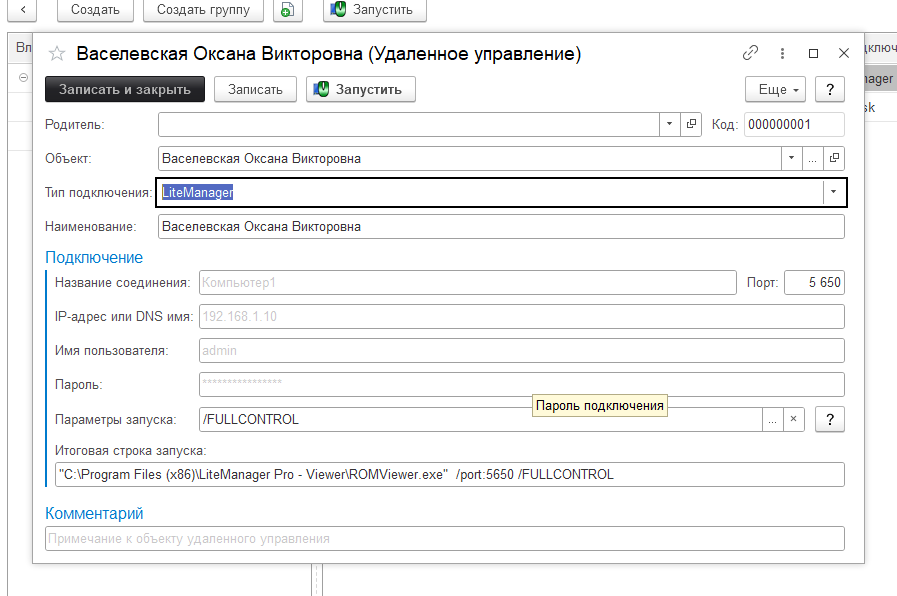 Создать Создать группу Запустить
Вл
Васелевская Оксана Викторовна (Удаленное управление)
Записать и закрыть Записать Запустить Еще ?
Родитель: Код: 000000001
Объект: Васелевская Оксана Викторовна ...
Тип подключения: LiteManager
Наименование: Васелевская Оксана Викторовна
Подключение
Название соединения: Компьютер1 Порт: 5 650
IP-адрес или DNS имя: 192.168.1.10
Имя пользователя: admin
Пароль: ****************
Пароль подключения
Параметры запуска: /FULLCONTROL ... × ?
Итоговая строка запуска:
"C:\Program Files (x86)\LiteManager Pro - Viewer\ROMViewer.exe" /port:5650 /FULLCONTROL
Комментарий
Примечание к объекту удаленного управления